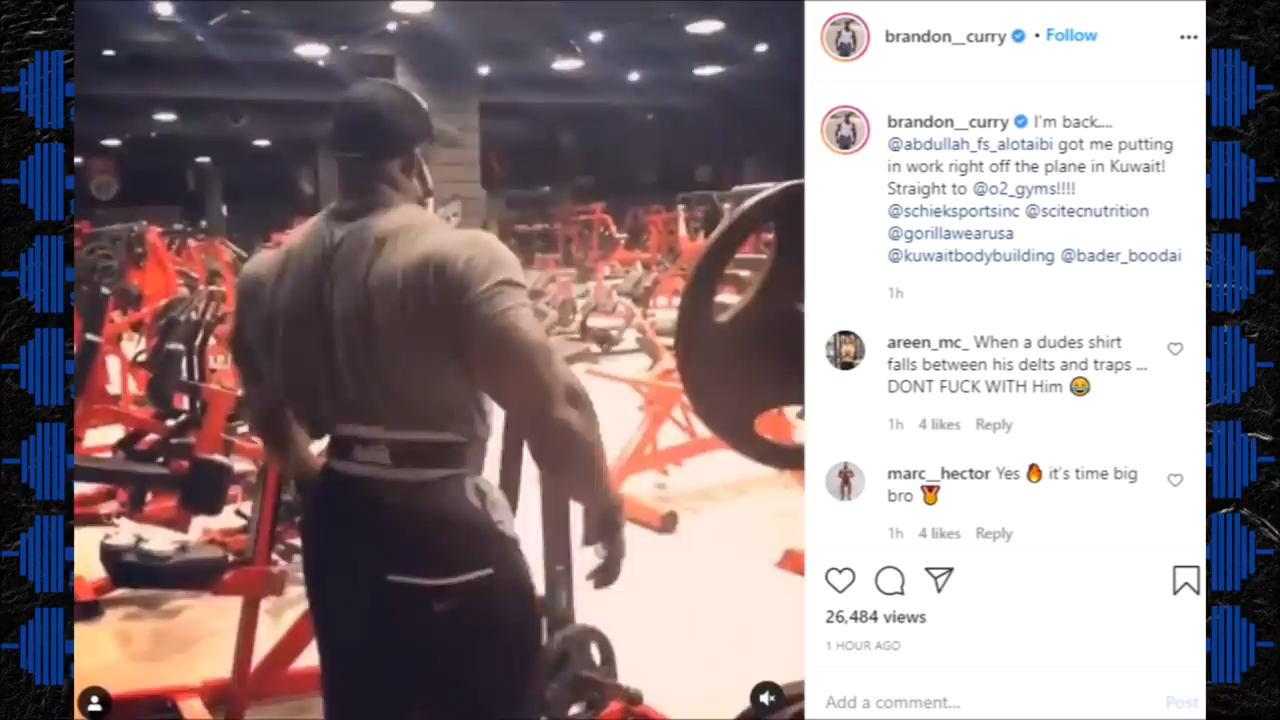 brandon__curry • Follow
brandon__curry I'm back....
@abdullah_fs_alotaibi got me putting
in work right off the plane in Kuwait!
Straight to @o2_gyms!!!!
@schieksportsinc @scitecnutrition
@gorillawearusa
@kuwaitbodybuilding @bader_boodai
1h
areen_mc_ When a dudes shirt
falls between his delts and traps ...
DONT FUCK WITH Him 😂
1h 4 likes Reply
marc__hector Yes 🔥 it's time big
bro 🏅
1h 4 likes Reply
26,484 views
1 HOUR AGO
Add a comment... Post